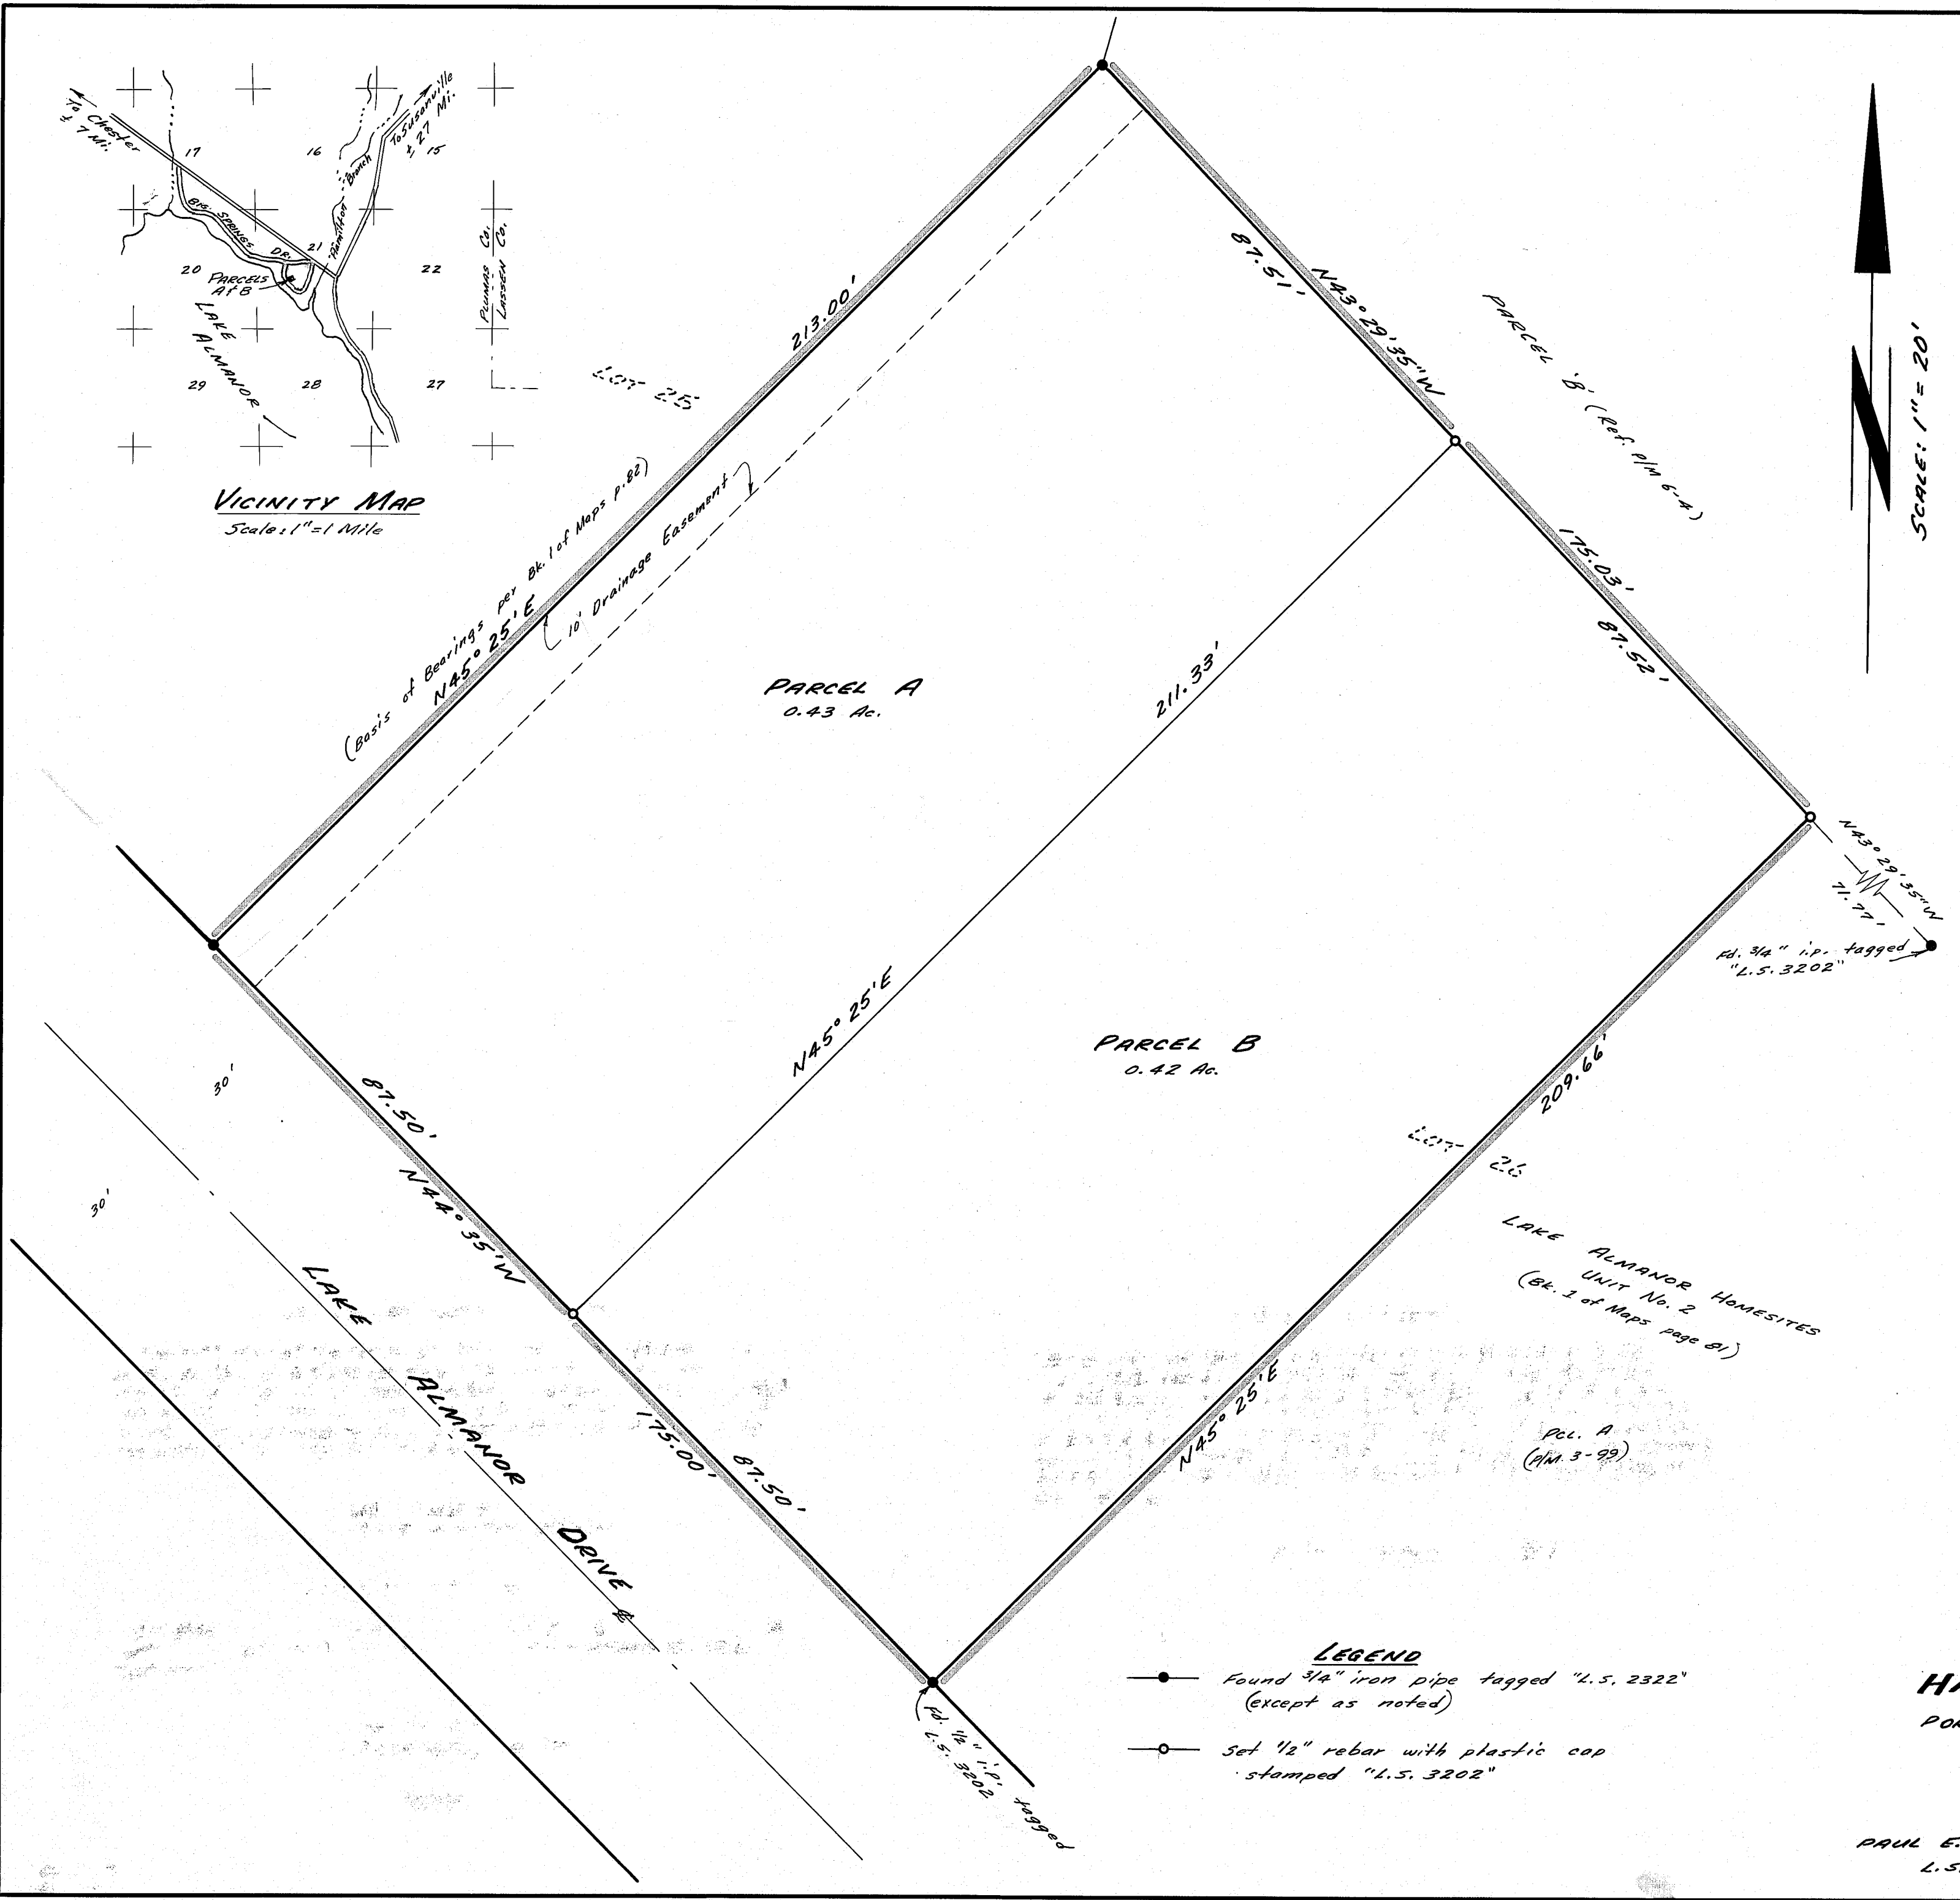 To Chester
± 7 Mi.
To Susanville
± 27 Mi.
17
16
15
Hamilton Branch
BIG SPRINGS DR.
21
20
22
PARCELS
A & B
PLUMAS Co.
LASSEN Co.
LAKE
ALMANOR
29
28
27
VICINITY MAP
Scale: 1"=1 Mile
LOT 25
213.00'
(Basis of Bearings per Bk. 1 of Maps p.82)
N45° 25' E
10' Drainage Easement
87.51'
N43° 29' 35" W
PARCEL 'B' (Ref. P/M 6-4)
175.03'
87.52'
SCALE: 1" = 20'
N
PARCEL A
0.43 Ac.
211.33'
N45° 25' E
PARCEL B
0.42 Ac.
N43° 29' 35" W
71.77'
Fd. 3/4" i.p. tagged
"L.S. 3202"
209.66'
LOT 26
N45° 25' E
LAKE ALMANOR HOMESITES
UNIT No. 2
(Bk. 1 of Maps page 81)
PCL. A
(P/M. 3-99)
30'
30'
87.50'
N44° 35' W
175.00'
87.50'
LAKE ALMANOR DRIVE ℄
Fd. 1/2" i.p. tagged
L.S. 3202
LEGEND
Found 3/4" iron pipe tagged "L.S. 2322"
(except as noted)
Set 1/2" rebar with plastic cap
stamped "L.S. 3202"
HA
POR
PAUL E.
L.S.